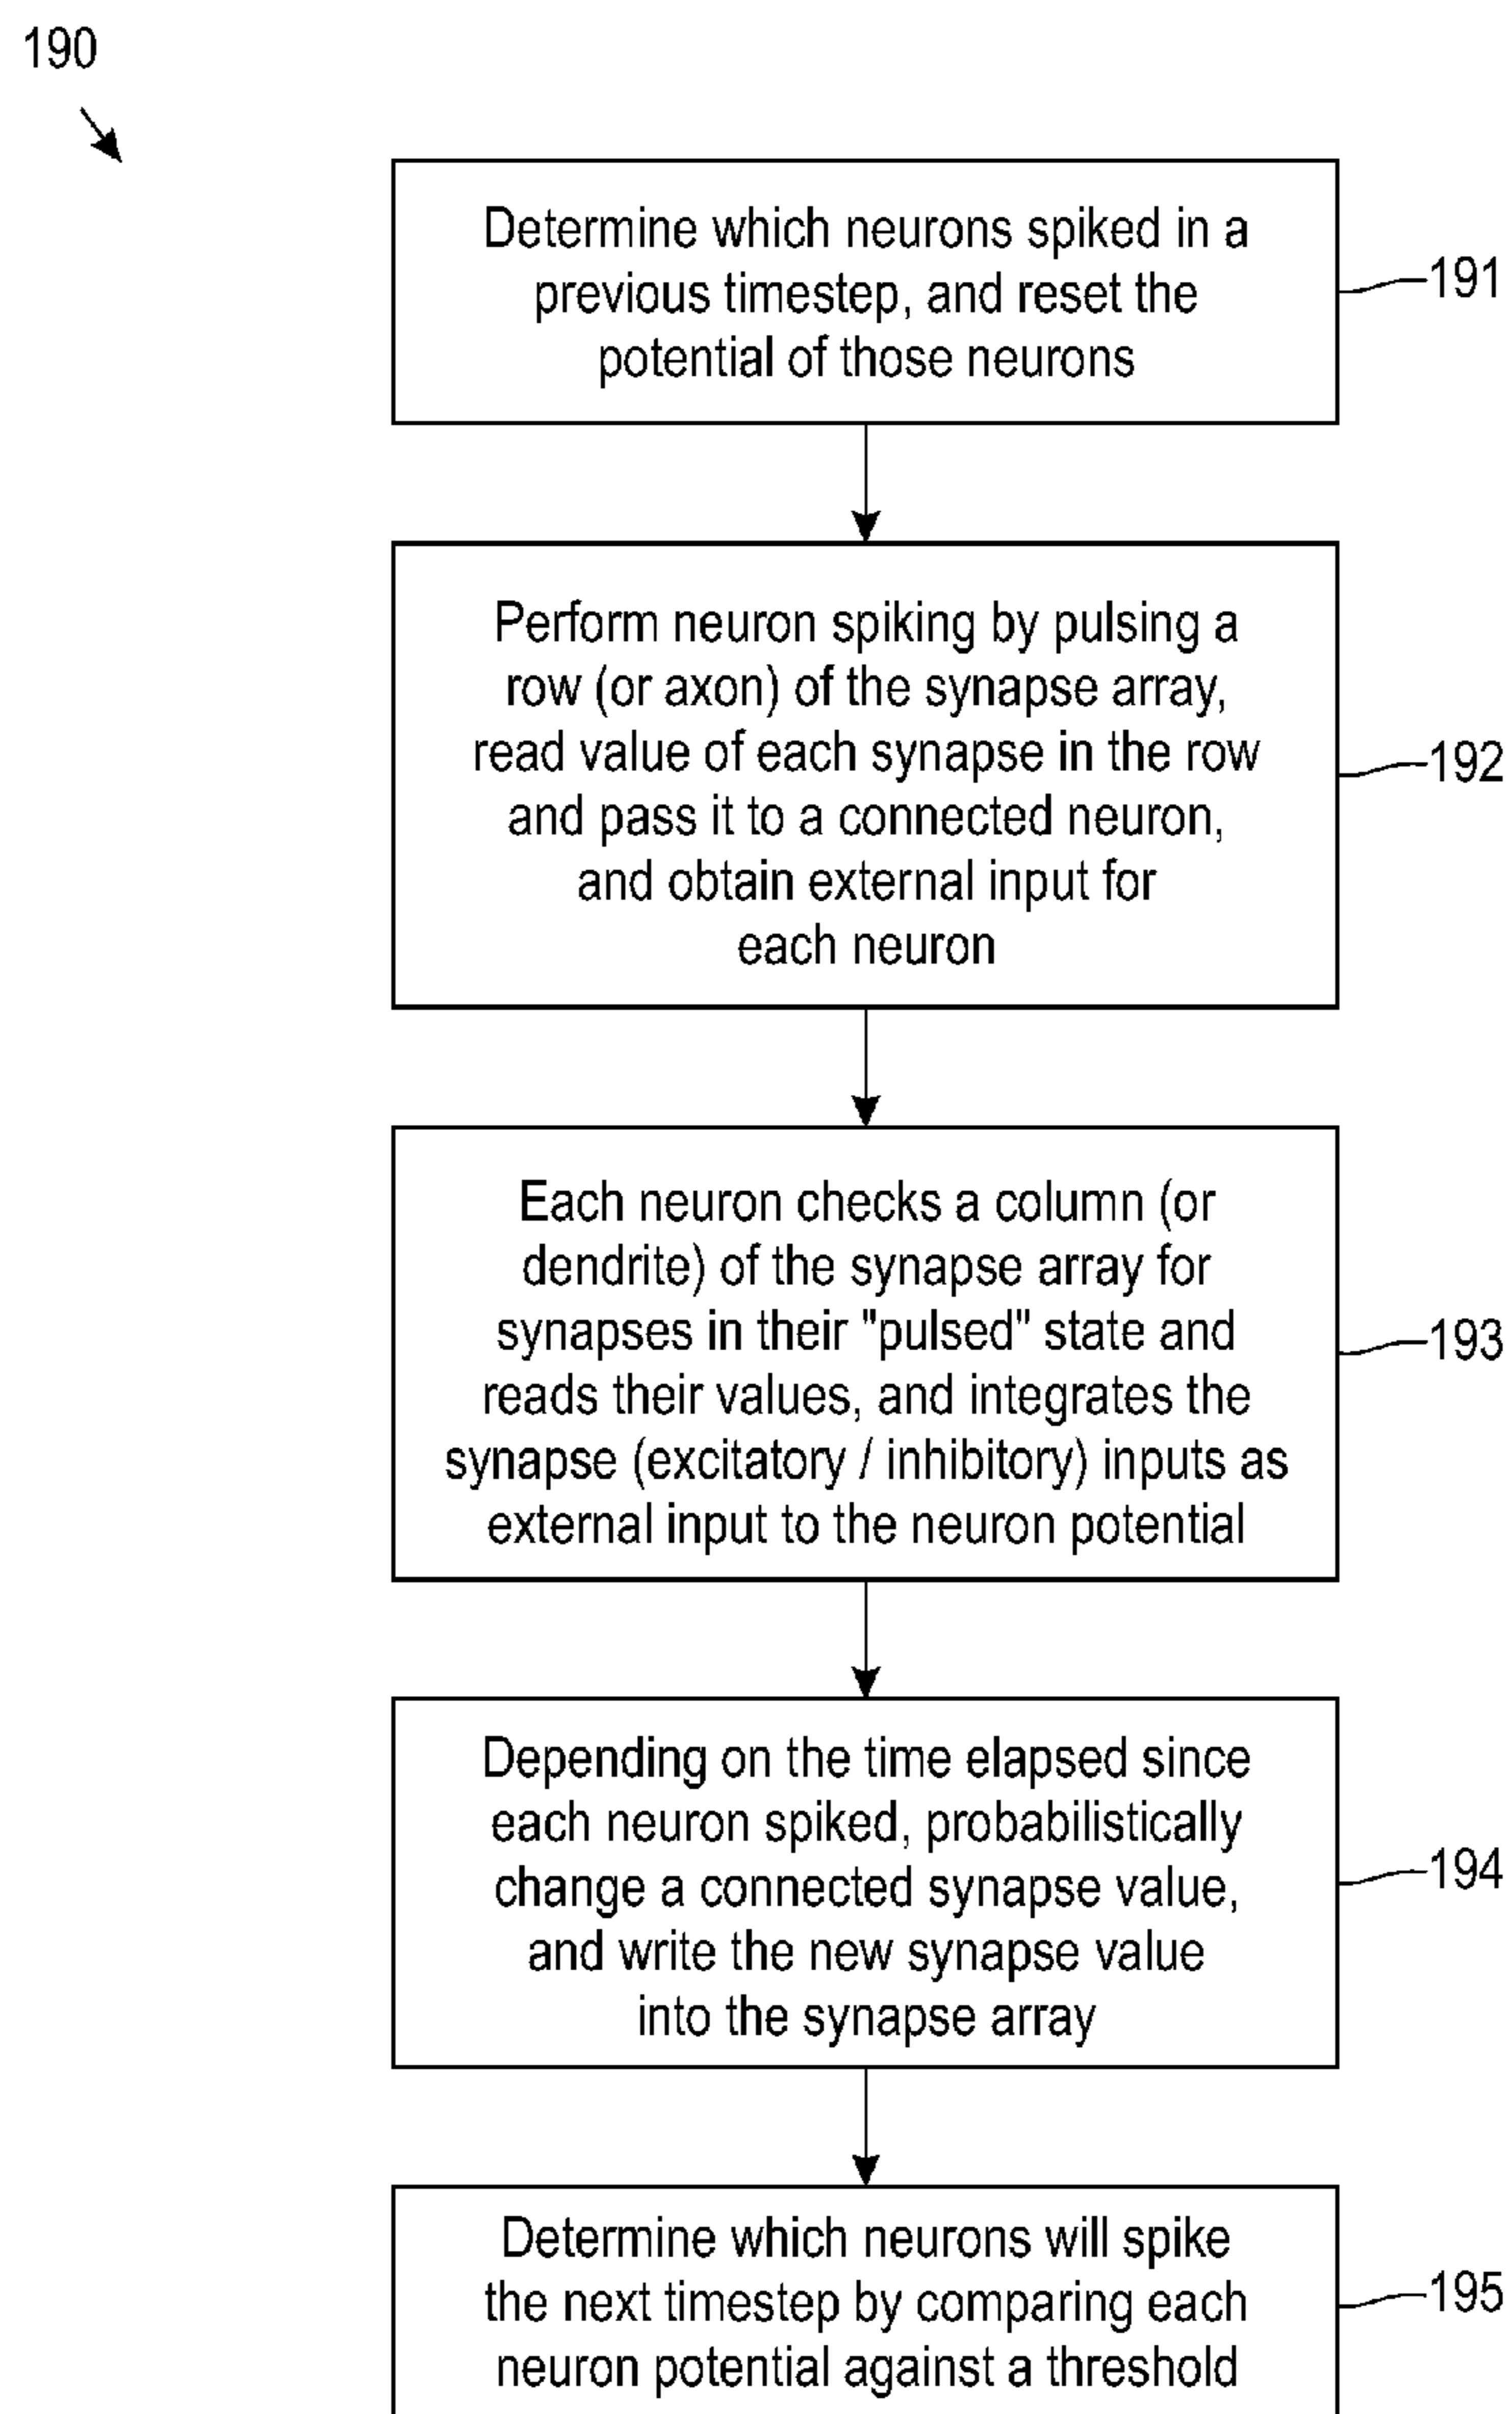 190
Determine which neurons spiked in a
previous timestep, and reset the
potential of those neurons
191
Perform neuron spiking by pulsing a
row (or axon) of the synapse array,
read value of each synapse in the row
and pass it to a connected neuron,
and obtain external input for
each neuron
192
Each neuron checks a column (or
dendrite) of the synapse array for
synapses in their "pulsed" state and
reads their values, and integrates the
synapse (excitatory / inhibitory) inputs as
external input to the neuron potential
193
Depending on the time elapsed since
each neuron spiked, probabilistically
change a connected synapse value,
and write the new synapse value
into the synapse array
194
Determine which neurons will spike
the next timestep by comparing each
neuron potential against a threshold
195